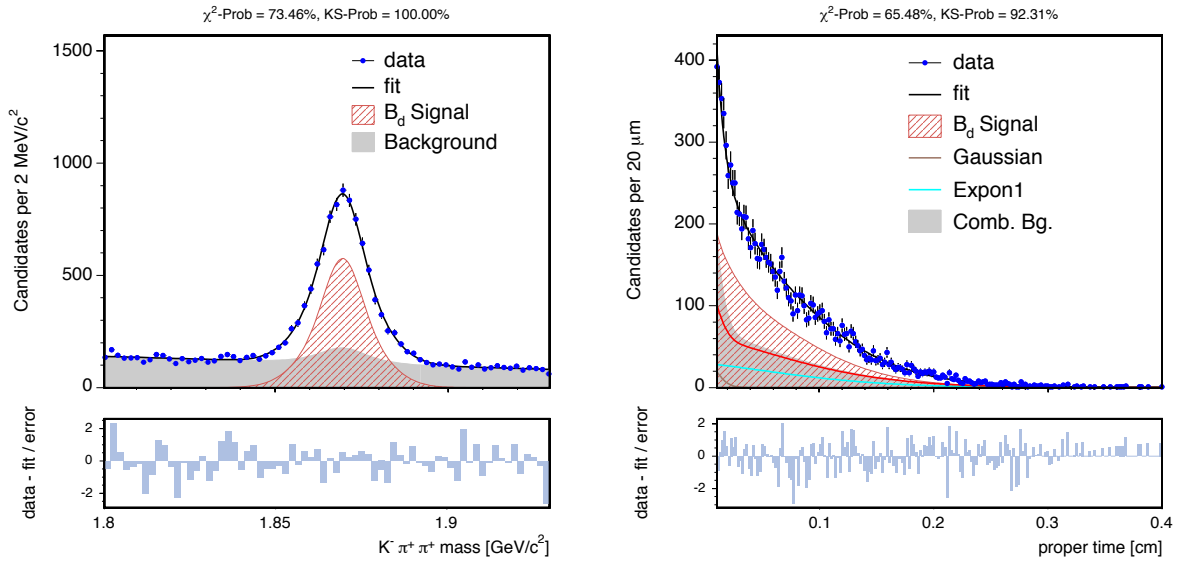 χ²-Prob = 73.46%, KS-Prob = 100.00%
Candidates per 2 MeV/c²
1500
1000
500
0
data
fit
B_d Signal
Background
data - fit / error
2
0
-2
1.8
1.85
1.9
K⁻ π⁺ π⁺ mass [GeV/c²]
χ²-Prob = 65.48%, KS-Prob = 92.31%
Candidates per 20 μm
400
300
200
100
0
data
fit
B_d Signal
Gaussian
Expon1
Comb. Bg.
data - fit / error
2
0
-2
0.1
0.2
0.3
0.4
proper time [cm]